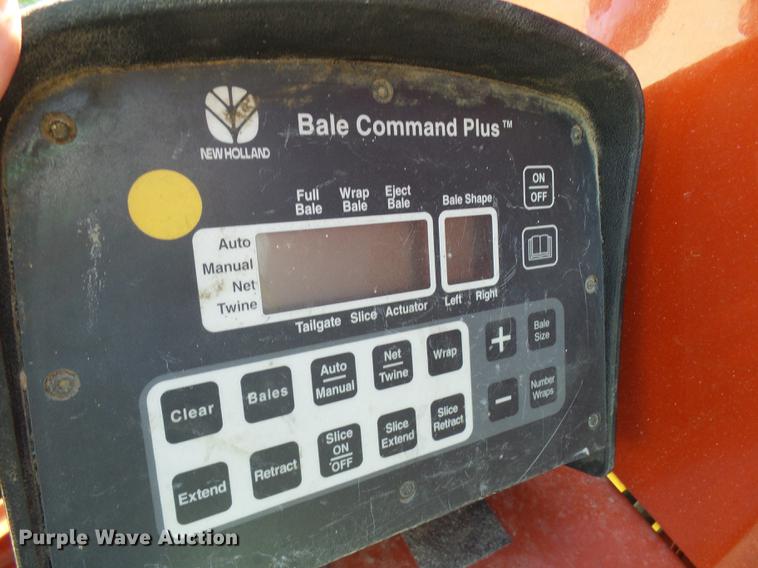 NEW HOLLAND
Bale Command Plus™
Full Bale
Wrap Bale
Eject Bale
Bale Shape
ON
OFF
Auto
Manual
Net
Twine
Tailgate Slice Actuator
Left Right
Clear
Bales
Auto
Manual
Net
Twine
Wrap
+
Bale
Size
Extend
Retract
Slice
ON
OFF
Slice
Extend
Slice
Retract
-
Number
Wraps
Purple Wave Auction